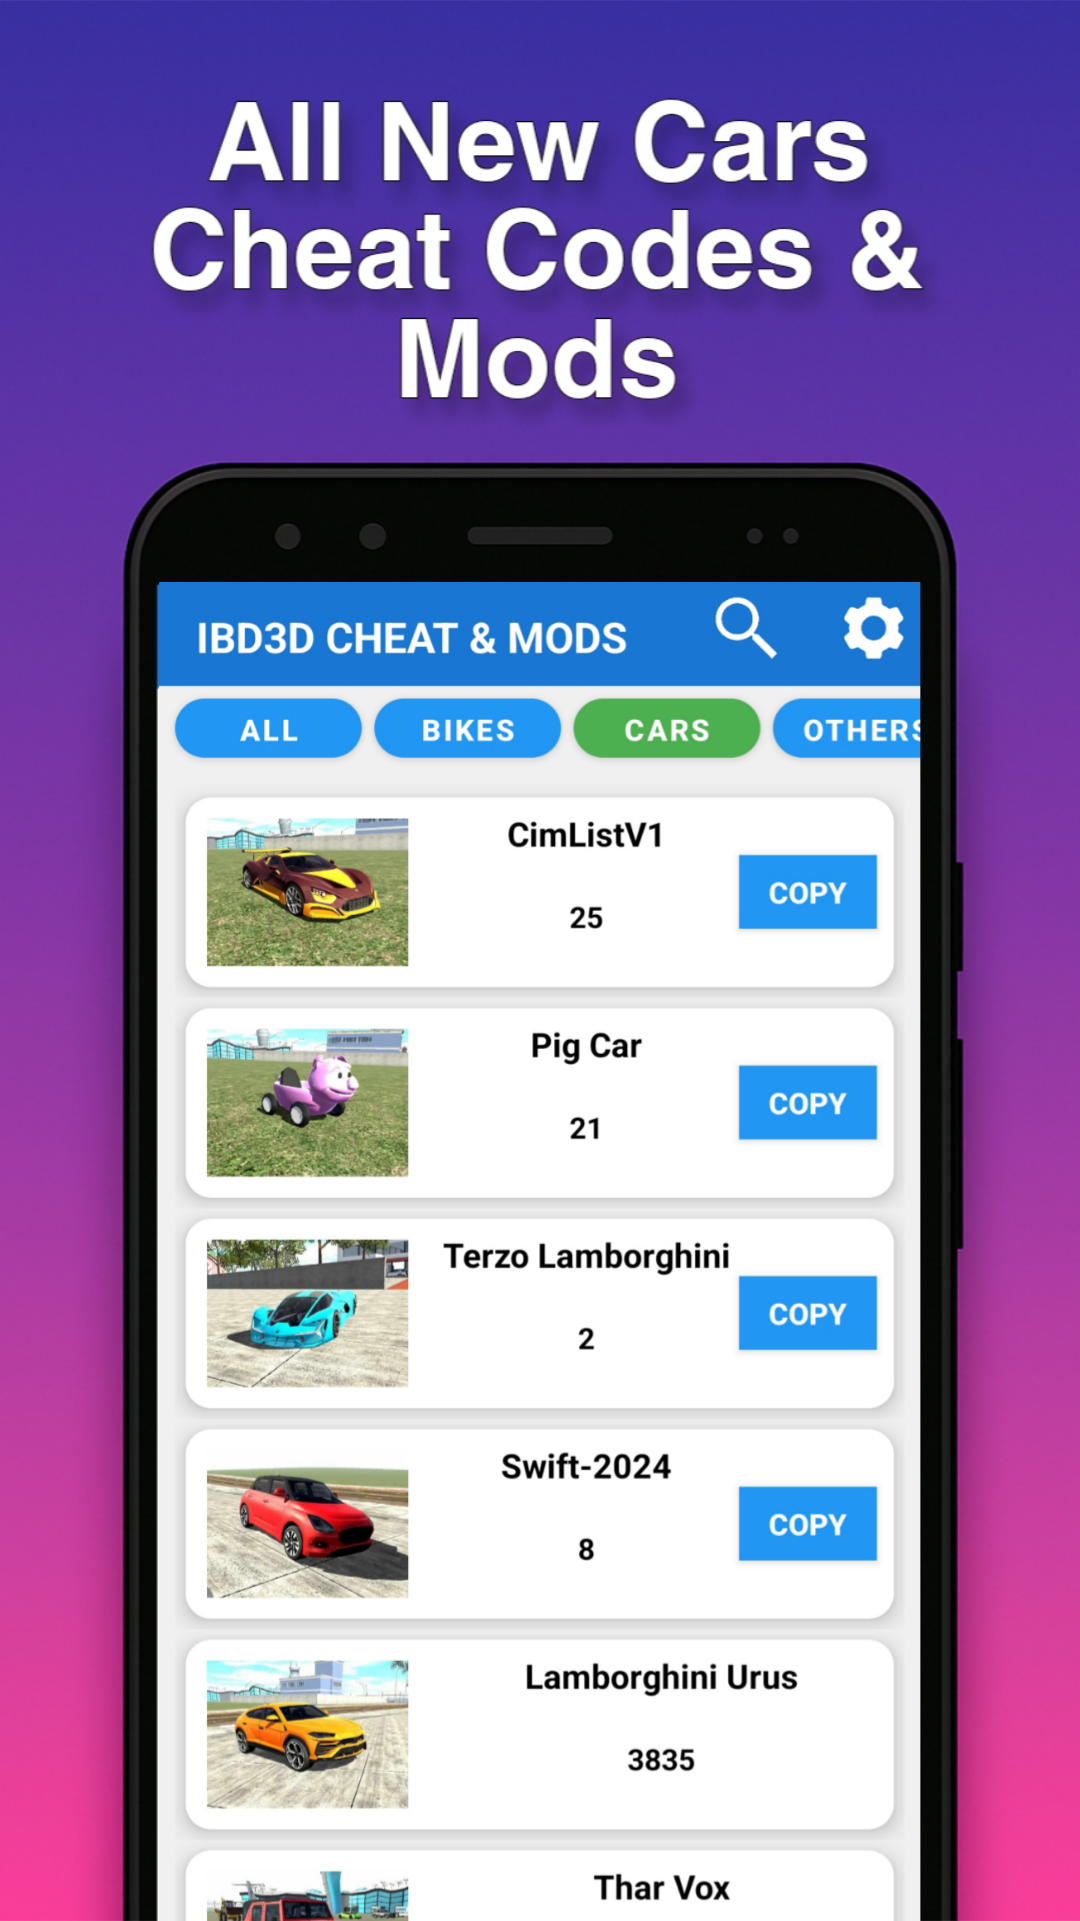 All New Cars
Cheat Codes &
Mods
IBD3D CHEAT & MODS
ALL BIKES CARS OTHERS
CimListV1
25
COPY
Pig Car
21
COPY
Terzo Lamborghini
2
COPY
Swift-2024
8
COPY
Lamborghini Urus
3835
Thar Vox